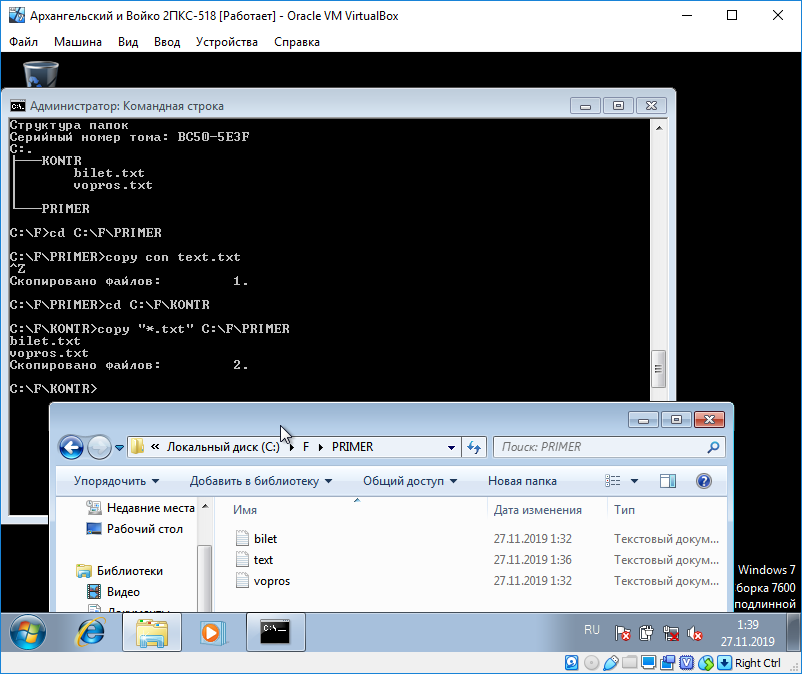 Архангельский и Войко 2ПКС-518 [Работает] - Oracle VM VirtualBox
Файл Машина Вид Ввод Устройства Справка
Администратор: Командная строка
Структура папок
Серийный номер тома: BC50-5E3F
C:.
├───KONTR
│       bilet.txt
│       vopros.txt
│
└───PRIMER
C:\F>cd C:\F\PRIMER
C:\F\PRIMER>copy con text.txt
^Z
Скопировано файлов:         1.
C:\F\PRIMER>cd C:\F\KONTR
C:\F\KONTR>copy "*.txt" C:\F\PRIMER
bilet.txt
vopros.txt
Скопировано файлов:         2.
C:\F\KONTR>
« Локальный диск (C:) F PRIMER Поиск: PRIMER
Упорядочить Добавить в библиотеку Общий доступ Новая папка
Недавние места
Рабочий стол
Библиотеки
Видео
Документы
Имя Дата изменения Тип
bilet 27.11.2019 1:32 Текстовый докум...
text 27.11.2019 1:36 Текстовый докум...
vopros 27.11.2019 1:32 Текстовый докум...
Windows 7
борка 7600
подлинной
C:\
RU
1:39
27.11.2019
Right Ctrl